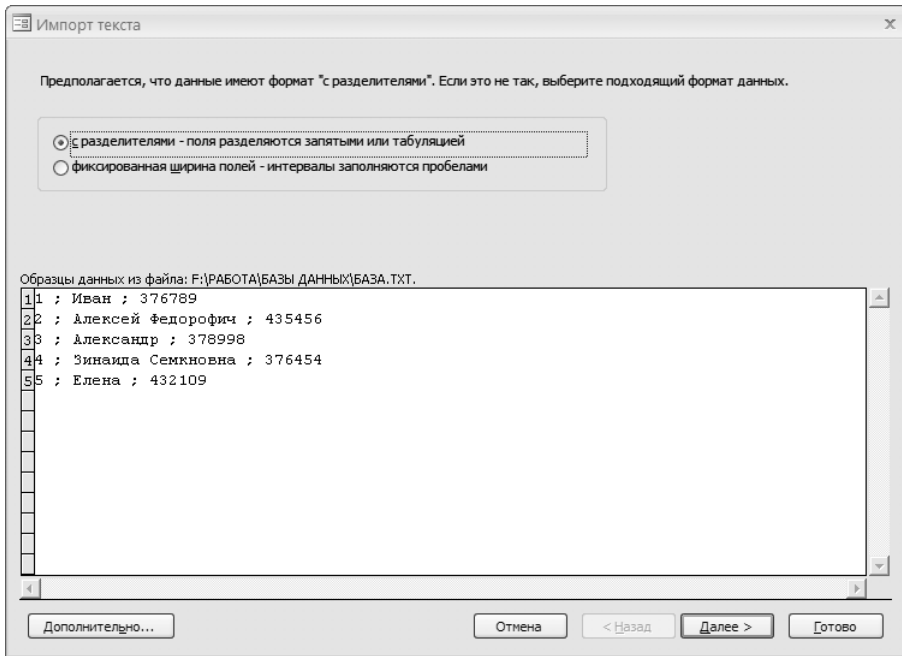 Импорт текста
Предполагается, что данные имеют формат "с разделителями". Если это не так, выберите подходящий формат данных.
с разделителями - поля разделяются запятыми или табуляцией
фиксированная ширина полей - интервалы заполняются пробелами
Образцы данных из файла: F:\РАБОТА\БАЗЫ ДАННЫХ\БАЗА.TXT.
1 1 ; Иван ; 376789
2 2 ; Алексей Федорофич ; 435456
3 3 ; Александр ; 378998
4 4 ; Зинаида Семкновна ; 376454
5 5 ; Елена ; 432109
Дополнительно... Отмена < Назад Далее > Готово